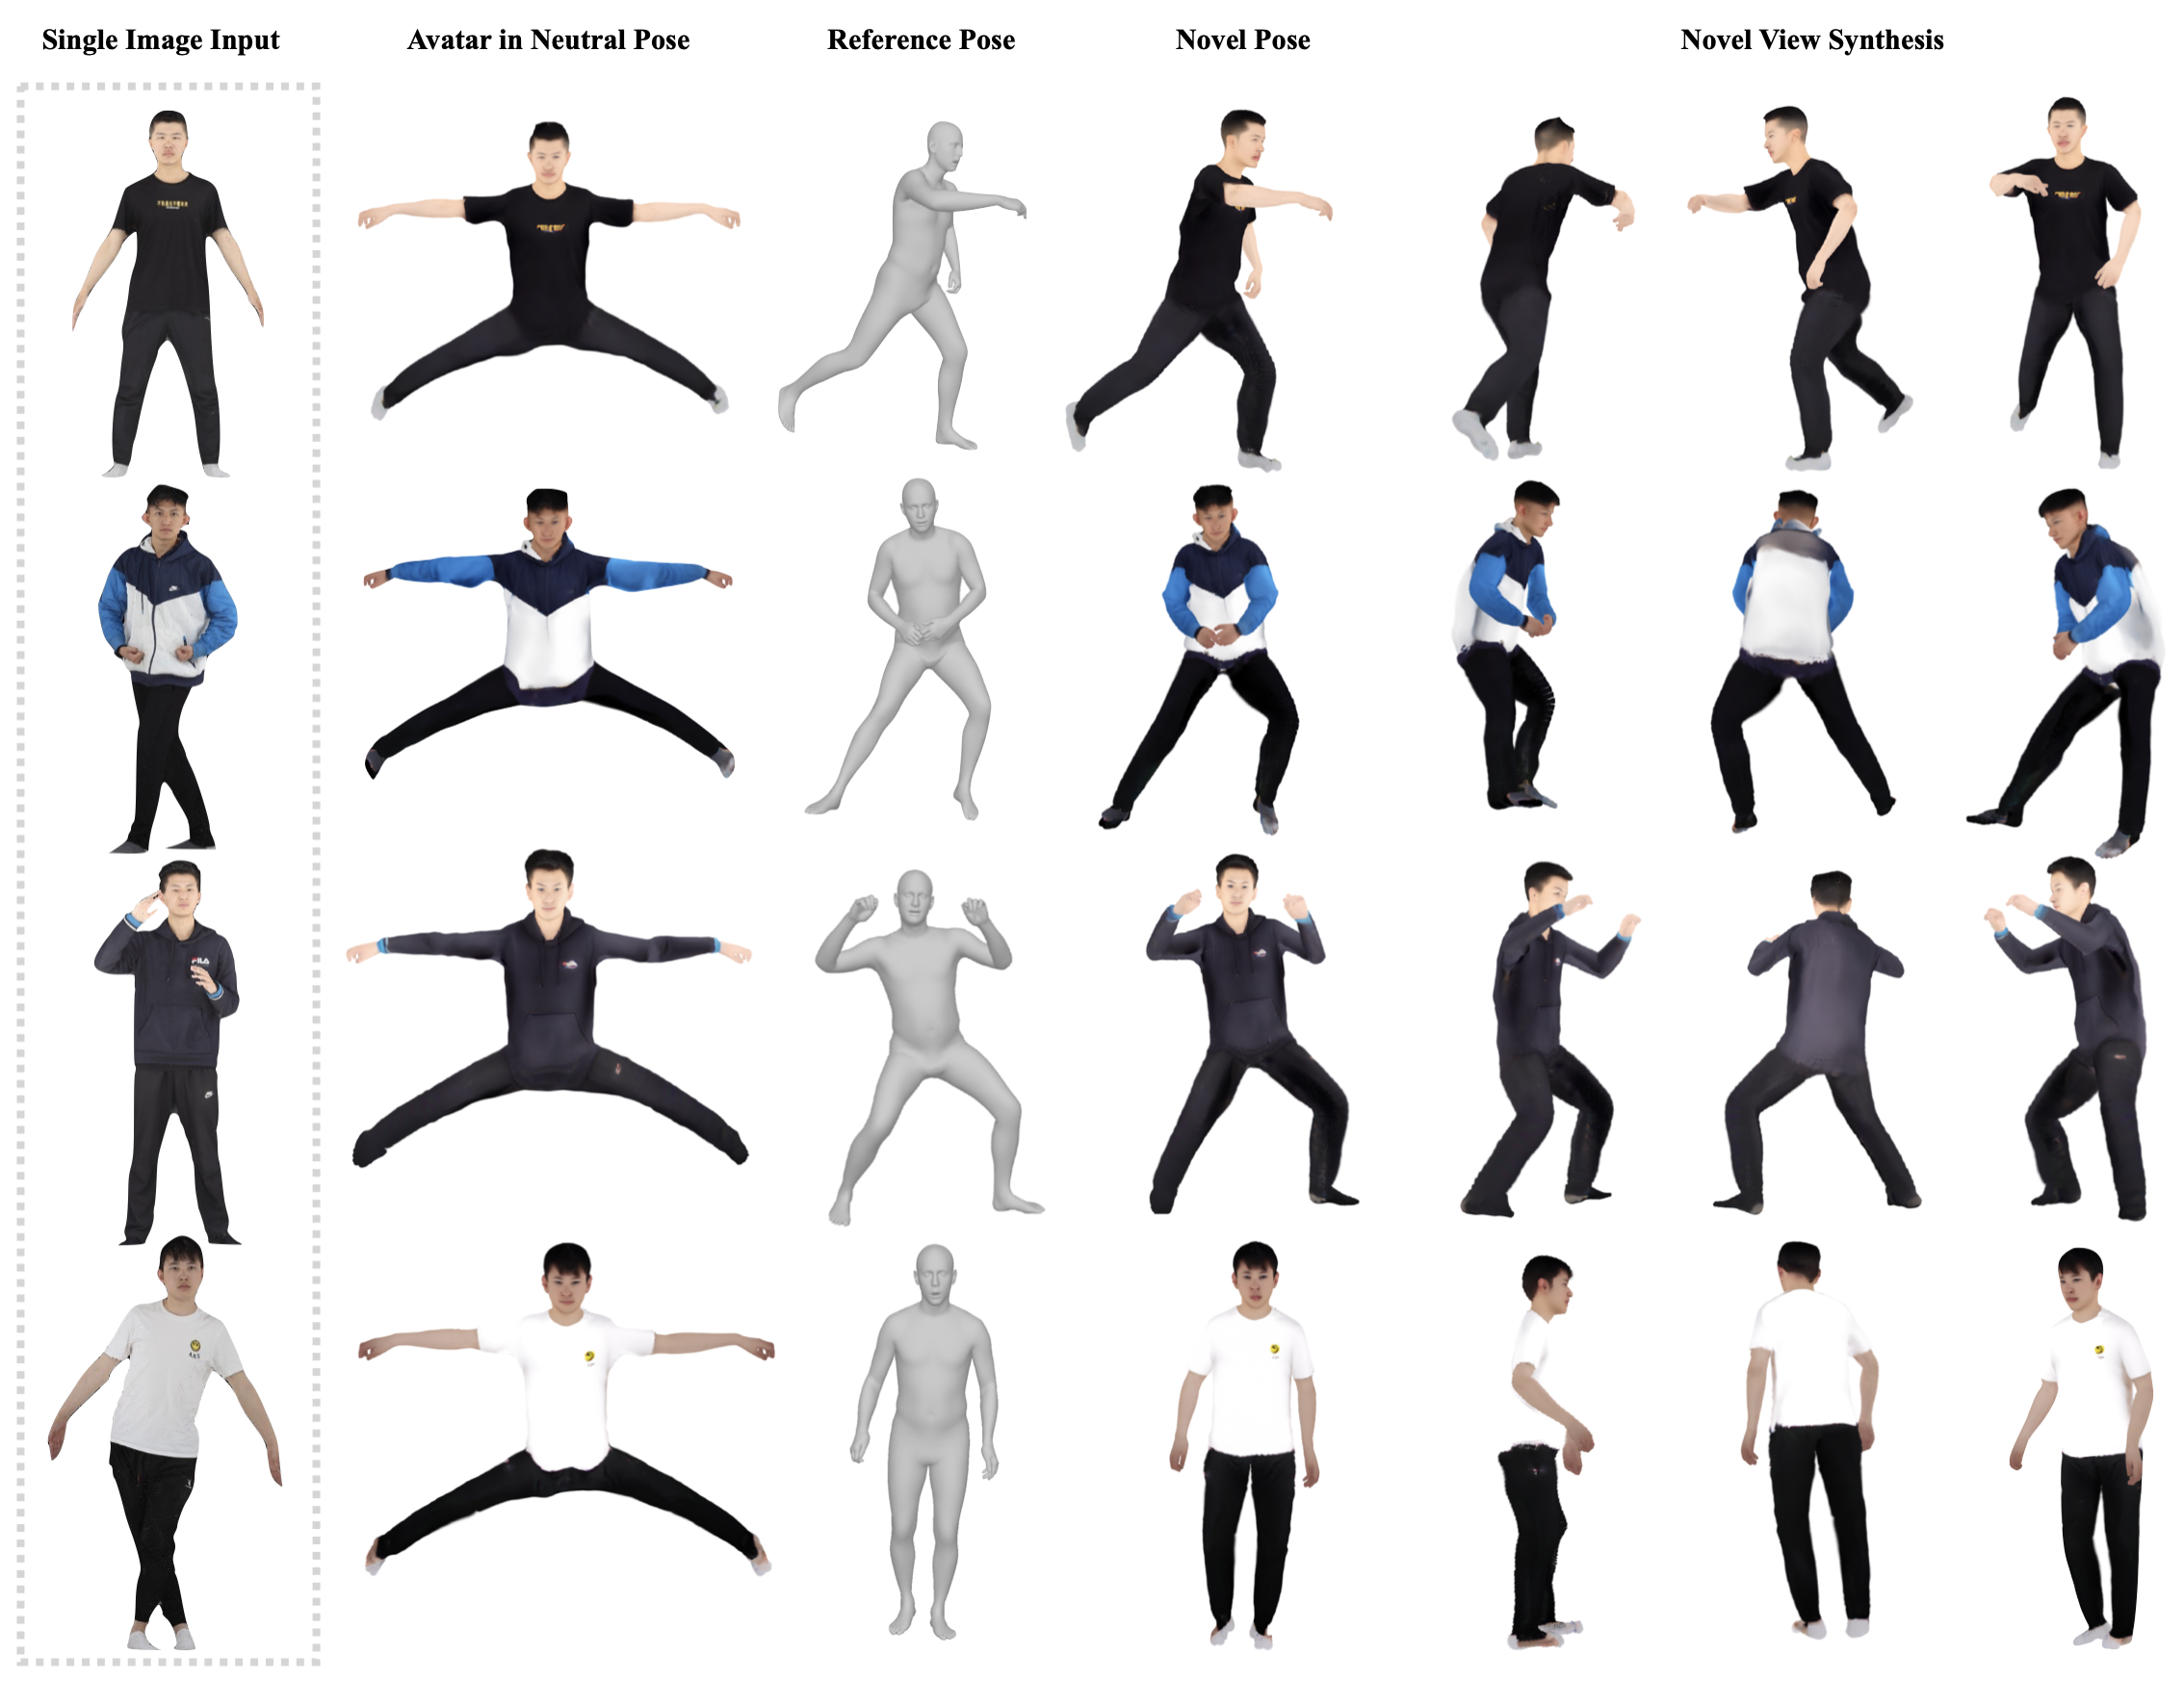 Single Image Input
Avatar in Neutral Pose
Reference Pose
Novel Pose
Novel View Synthesis
FILA